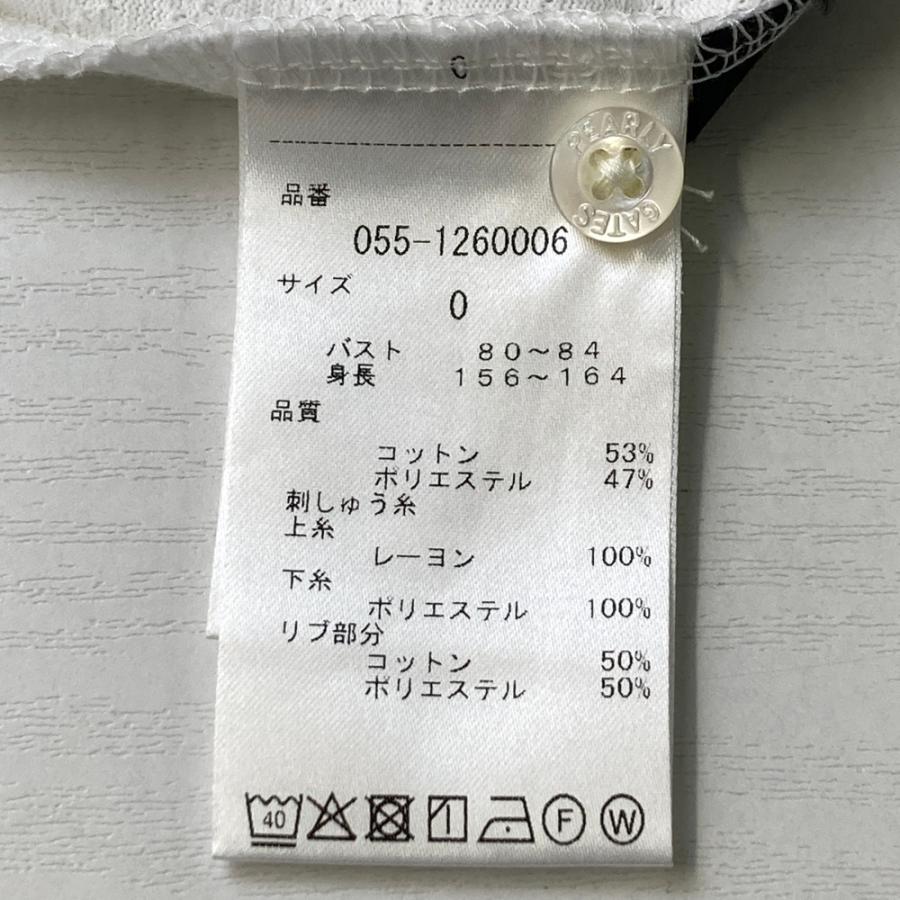 PEARLY
GATES
品番
055-1260006
サイズ
0
バスト 80～84
身長 156～164
品質
コットン 53%
ポリエステル 47%
刺しゅう糸
上糸
レーヨン 100%
下糸
ポリエステル 100%
リブ部分
コットン 50%
ポリエステル 50%
40
F
W